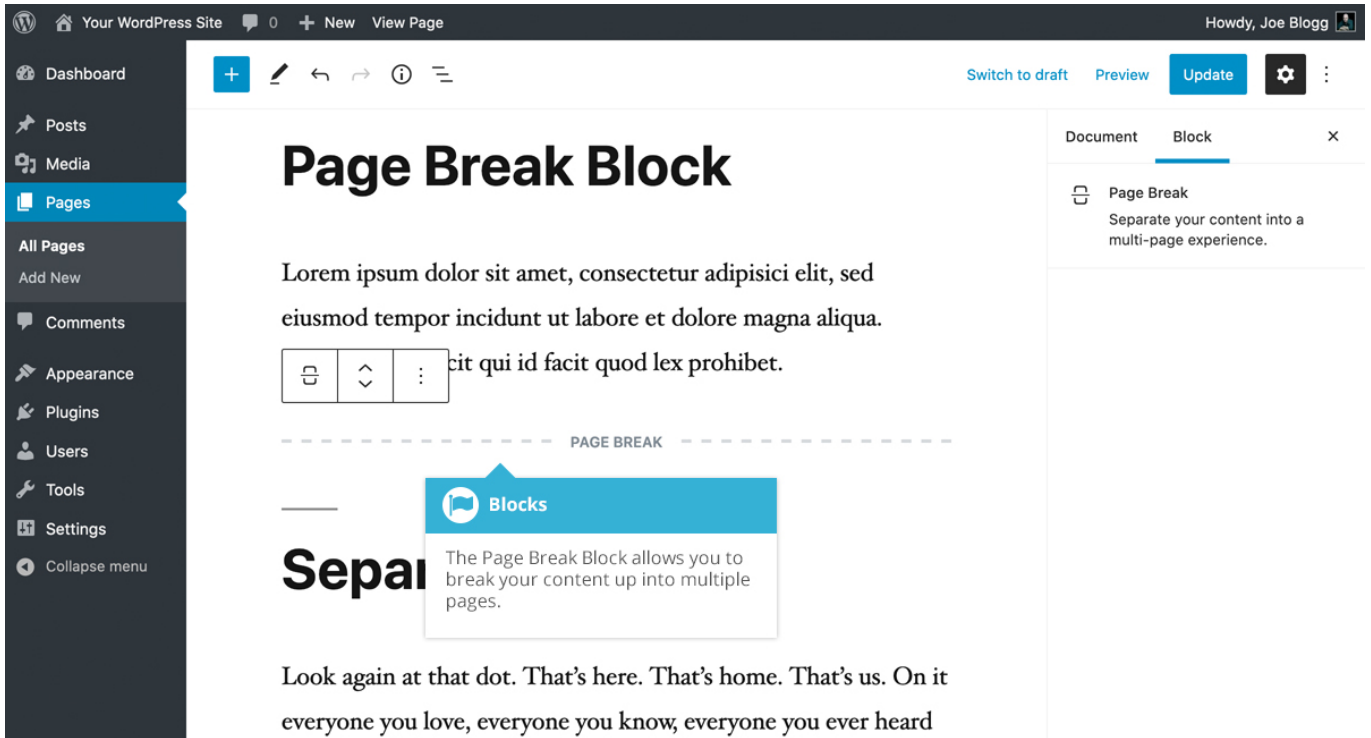 Your WordPress Site 0 New View Page Howdy, Joe Blogg
Dashboard
Posts
Media
Pages
All Pages
Add New
Comments
Appearance
Plugins
Users
Tools
Settings
Collapse menu
Switch to draft Preview Update
Page Break Block
Lorem ipsum dolor sit amet, consectetur adipisici elit, sed
eiusmod tempor incidunt ut labore et dolore magna aliqua.
cit qui id facit quod lex prohibet.
PAGE BREAK
Blocks
The Page Break Block allows you to
break your content up into multiple
pages.
Look again at that dot. That’s here. That’s home. That’s us. On it
everyone you love, everyone you know, everyone you ever heard
Document Block
Page Break
Separate your content into a
multi-page experience.